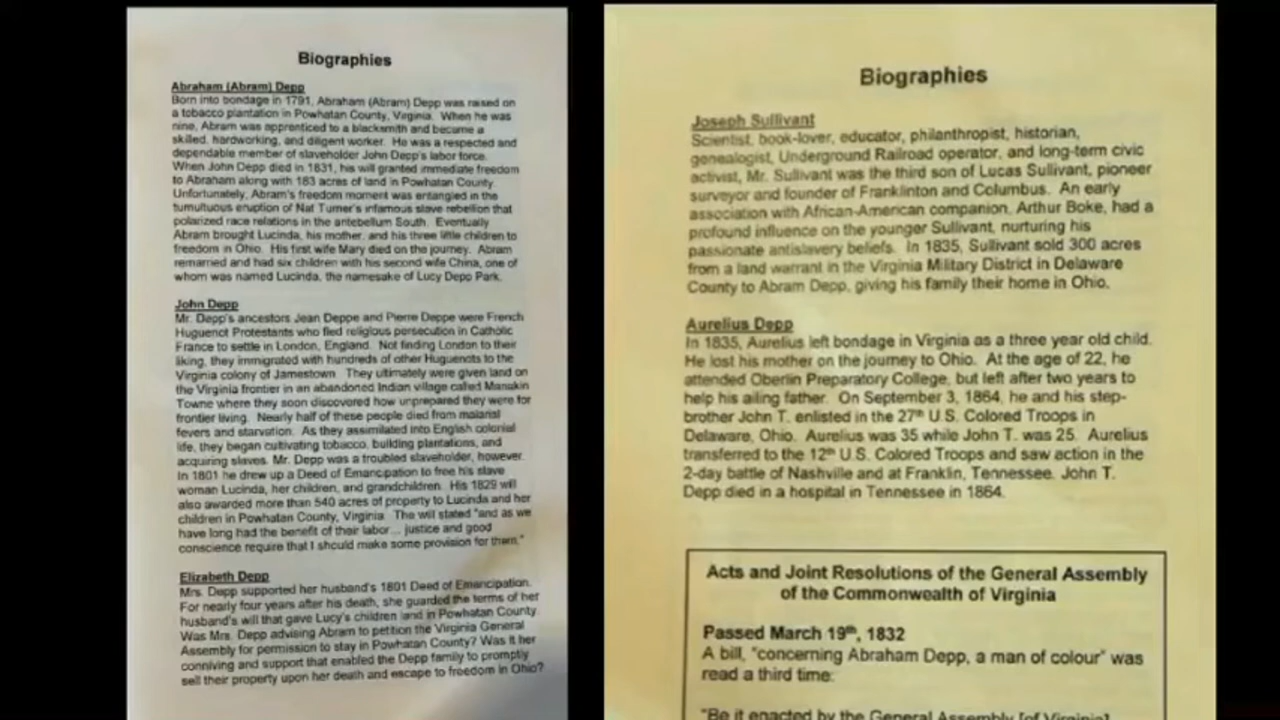 Biographies
Abraham (Abram) Depp
Born into bondage in 1791, Abraham (Abram) Depp was raised on
a tobacco plantation in Powhatan County, Virginia. When he was
nine, Abram was apprenticed to a blacksmith and became a
skilled, hardworking, and diligent worker. He was a respected and
dependable member of slaveholder John Depp's labor force.
When John Depp died in 1831, his will granted immediate freedom
to Abraham along with 183 acres of land in Powhatan County.
Unfortunately, Abram's freedom moment was entangled in the
tumultuous eruption of Nat Turner's infamous slave rebellion that
polarized race relations in the antebellum South. Eventually
Abram brought Lucinda, his mother, and his three little children to
freedom in Ohio. His first wife Mary died on the journey. Abram
remarried and had six children with his second wife China, one of
whom was named Lucinda, the namesake of Lucy Depp Park.
John Depp
Mr. Depp's ancestors Jean Deppe and Pierre Deppe were French
Huguenot Protestants who fled religious persecution in Catholic
France to settle in London, England. Not finding London to their
liking, they immigrated with hundreds of other Huguenots to the
Virginia colony of Jamestown. They ultimately were given land on
the Virginia frontier in an abandoned Indian village called Manakin
Towne where they soon discovered how unprepared they were for
frontier living. Nearly half of these people died from malarial
fevers and starvation. As they assimilated into English colonial
life, they began cultivating tobacco, building plantations, and
acquiring slaves. Mr. Depp was a troubled slaveholder, however.
In 1801 he drew up a Deed of Emancipation to free his slave
woman Lucinda, her children, and grandchildren. His 1829 will
also awarded more than 540 acres of property to Lucinda and her
children in Powhatan County, Virginia. The will stated "and as we
have long had the benefit of their labor... justice and good
conscience require that I should make some provision for them."
Elizabeth Depp
Mrs. Depp supported her husband's 1801 Deed of Emancipation.
For nearly four years after his death, she guarded the terms of her
husband's will that gave Lucy's children land in Powhatan County.
Was Mrs. Depp advising Abram to petition the Virginia General
Assembly for permission to stay in Powhatan County? Was it her
conniving and support that enabled the Depp family to promptly
sell their property upon her death and escape to freedom in Ohio?
Biographies
Joseph Sullivant
Scientist, book-lover, educator, philanthropist, historian,
genealogist, Underground Railroad operator, and long-term civic
activist, Mr. Sullivant was the third son of Lucas Sullivant, pioneer
surveyor and founder of Franklinton and Columbus. An early
association with African-American companion, Arthur Boke, had a
profound influence on the younger Sullivant, nurturing his
passionate antislavery beliefs. In 1835, Sullivant sold 300 acres
from a land warrant in the Virginia Military District in Delaware
County to Abram Depp, giving his family their home in Ohio.
Aurelius Depp
In 1835, Aurelius left bondage in Virginia as a three year old child.
He lost his mother on the journey to Ohio. At the age of 22, he
attended Oberlin Preparatory College, but left after two years to
help his ailing father. On September 3, 1864, he and his step-
brother John T. enlisted in the 27th U.S. Colored Troops in
Delaware, Ohio. Aurelius was 35 while John T. was 25. Aurelius
transferred to the 12th U.S. Colored Troops and saw action in the
2-day battle of Nashville and at Franklin, Tennessee. John T.
Depp died in a hospital in Tennessee in 1864.
Acts and Joint Resolutions of the General Assembly
of the Commonwealth of Virginia
Passed March 19th, 1832
A bill, "concerning Abraham Depp, a man of colour" was
read a third time:
"Be it enacted by the General Assembly [of Virginia]